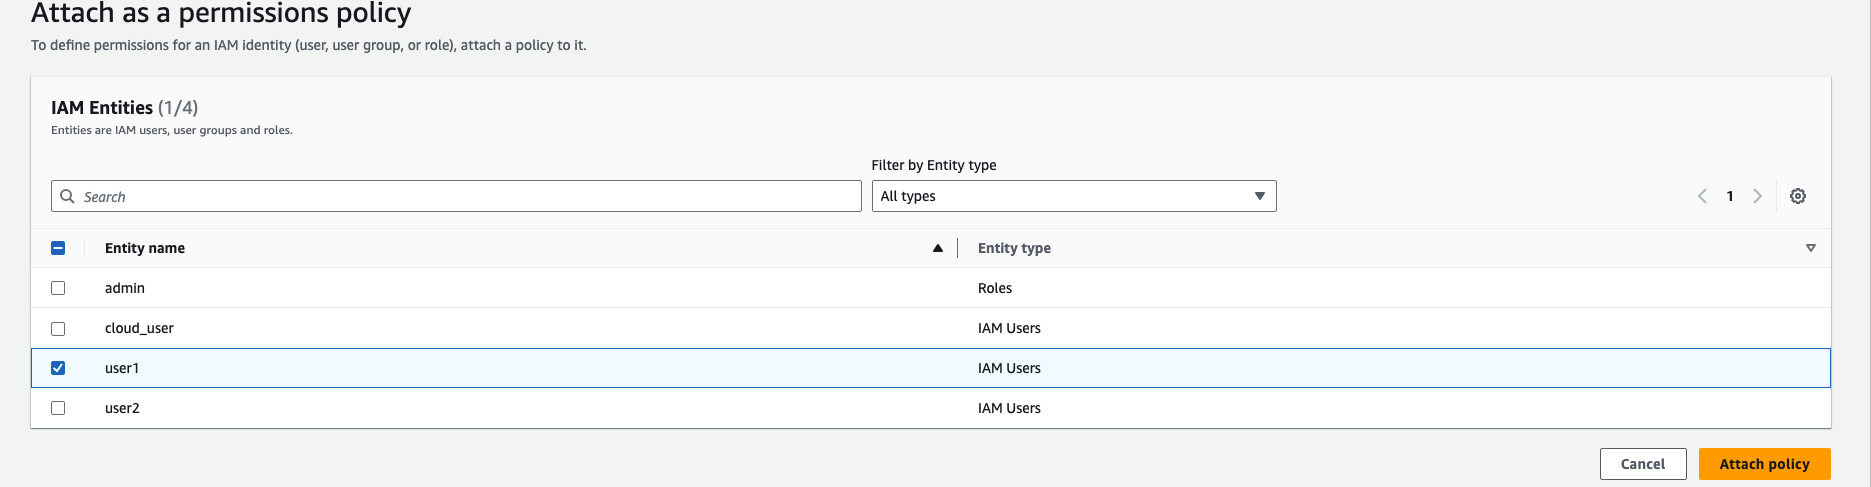 Attach as a permissions policy
To define permissions for an IAM identity (user, user group, or role), attach a policy to it.
IAM Entities (1/4)
Entities are IAM users, user groups and roles.
Filter by Entity type
Search
All types
1
Entity name Entity type
admin Roles
cloud_user IAM Users
user1 IAM Users
user2 IAM Users
Cancel Attach policy